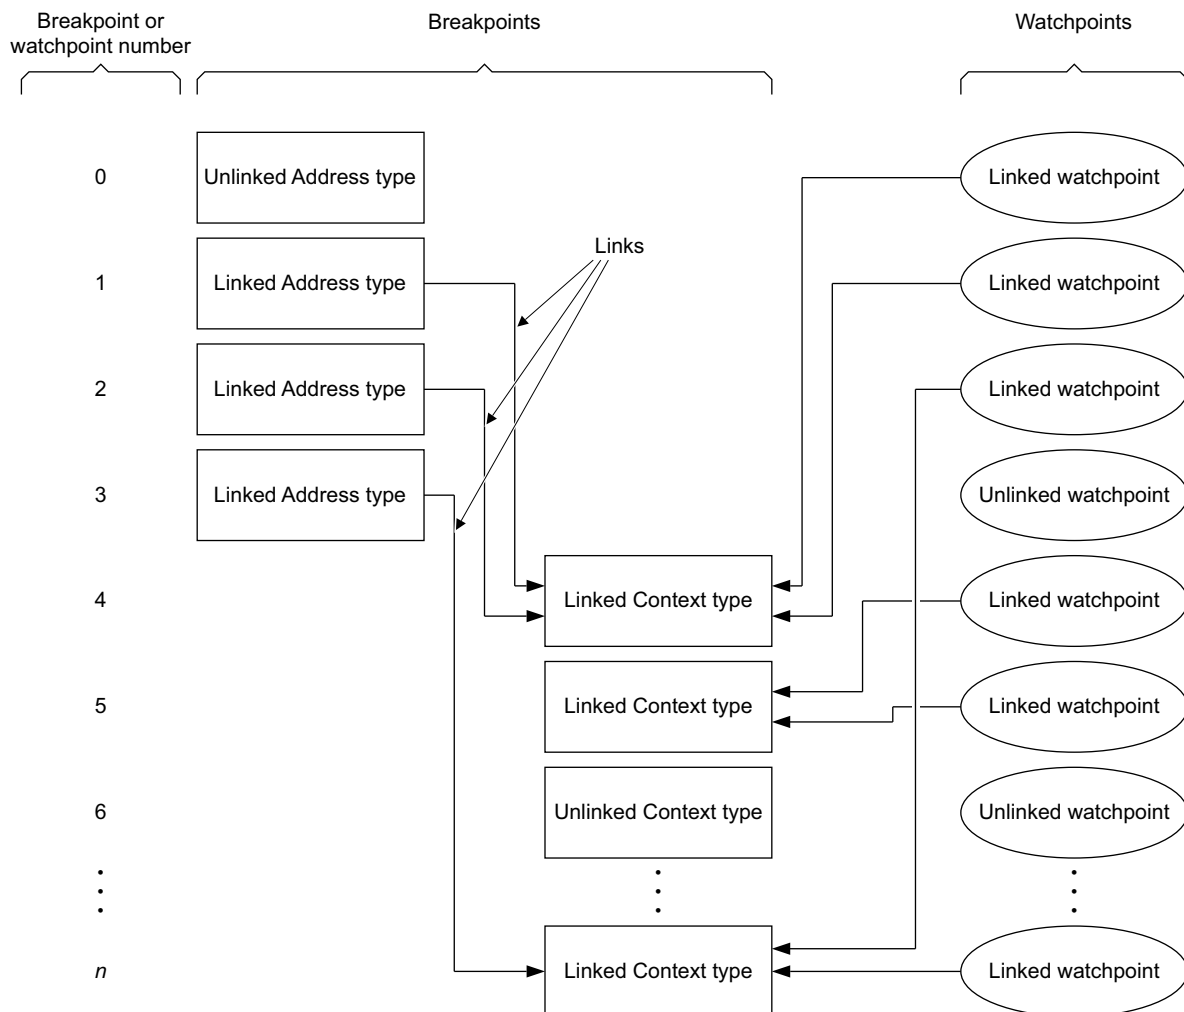 Breakpoint or
watchpoint number
Breakpoints
Watchpoints
0
Unlinked Address type
Linked watchpoint
Links
1
Linked Address type
Linked watchpoint
2
Linked Address type
Linked watchpoint
3
Linked Address type
Unlinked watchpoint
4
Linked Context type
Linked watchpoint
5
Linked Context type
Linked watchpoint
6
Unlinked Context type
Unlinked watchpoint
n
Linked Context type
Linked watchpoint